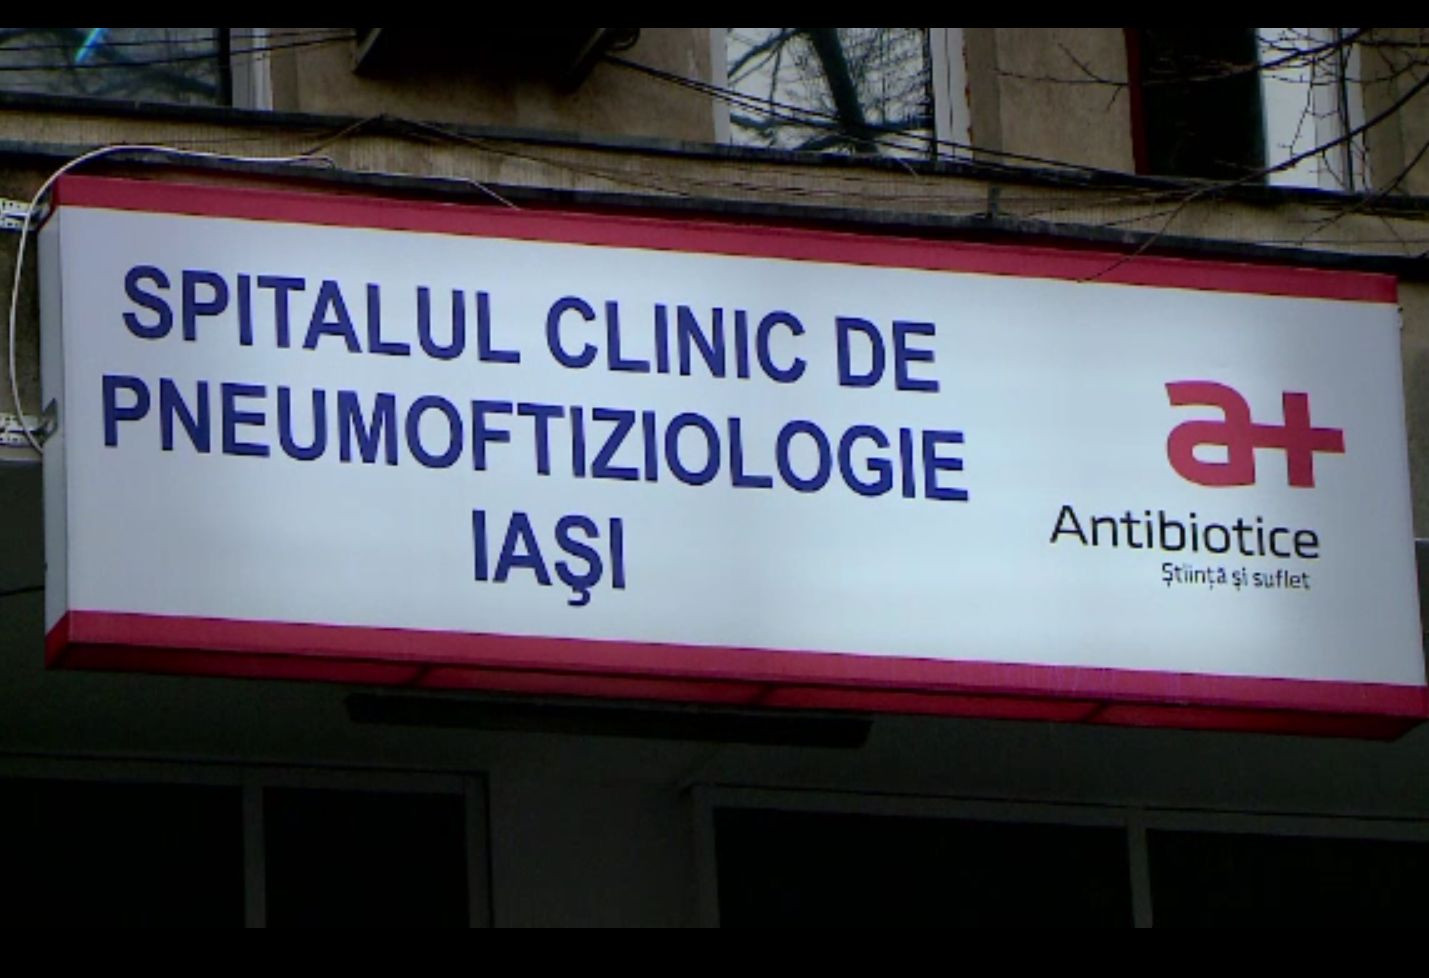 SPITALUL CLINIC DE
PNEUMOFTIZIOLOGIE
IAŞI
a+
Antibiotice
Ştiinţă şi suflet